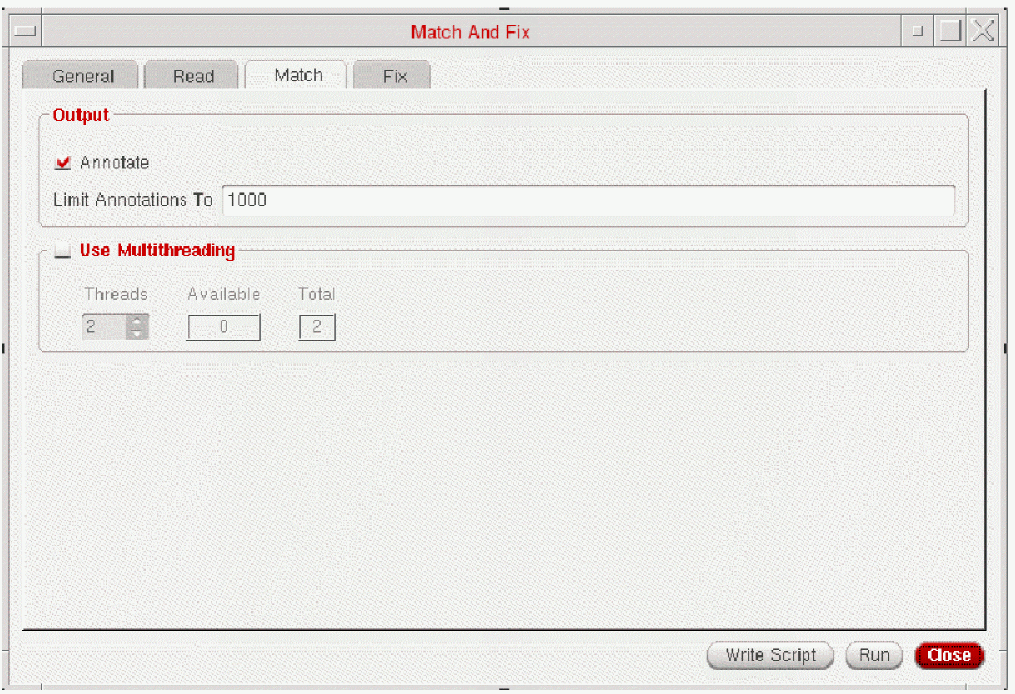 Match And Fix
General Read Match Fix
Output
Annotate
Limit Annotations To 1000
Use Multithreading
Threads Available Total
2 0 2
Write Script Run Close